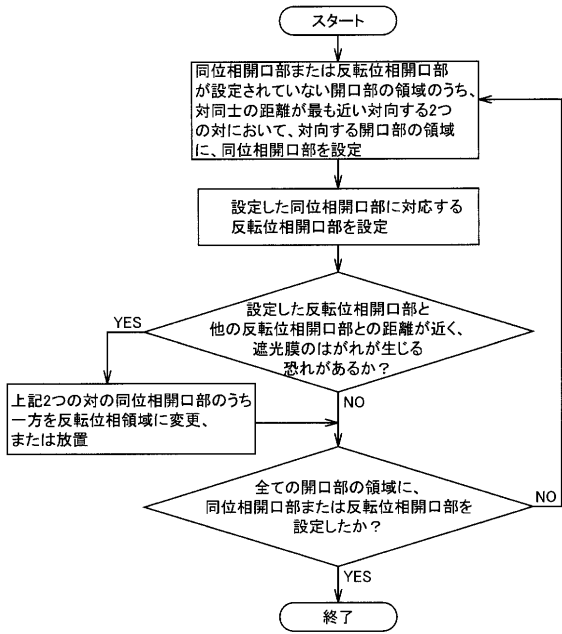 スタート
同位相開口部または反転位相開口部
が設定されていない開口部の領域のうち、
対同士の距離が最も近い対向する2つ
の対において、対向する開口部の領域
に、同位相開口部を設定
設定した同位相開口部に対応する
反転位相開口部を設定
設定した反転位相開口部と
他の反転位相開口部との距離が近く、
遮光膜のはがれが生じる
恐れがあるか？
YES
上記2つの対の同位相開口部のうち
一方を反転位相領域に変更、
または放置
NO
全ての開口部の領域に、
同位相開口部または反転位相開口部を
設定したか？
NO
YES
終了